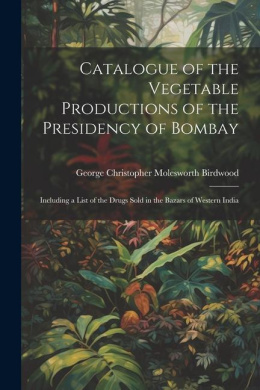 Catalogue of the
Vegetable
Productions of the
Presidency of Bombay
George Christopher Molesworth Birdwood
Including a List of the Drugs Sold in the Bazars of Western India